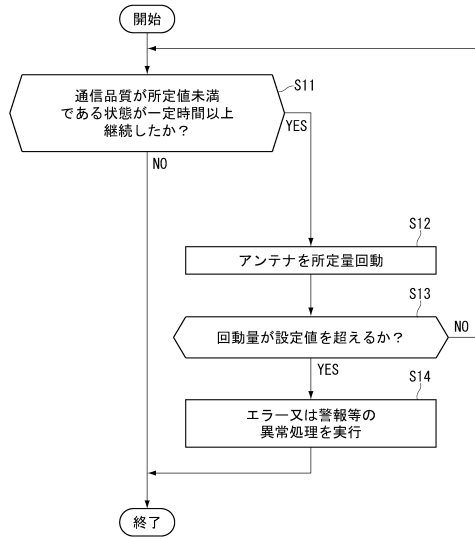 開始
通信品質が所定値未満
である状態が一定時間以上
継続したか？
S11
YES
NO
S12
アンテナを所定量回動
S13
回動量が設定値を超えるか？
NO
YES
S14
エラー又は警報等の
異常処理を実行
終了